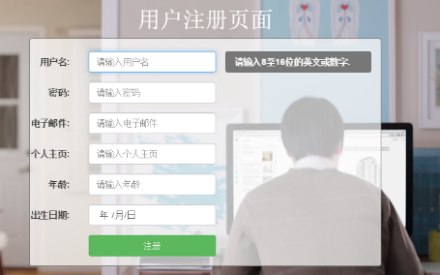 用户注册页面
用户名: 请输入用户名 请输入8至16位的英文或数字.
密码: 请输入密码
电子邮件: 请输入电子邮件
个人主页: 请输入个人主页
年龄: 请输入年龄
出生日期: 年 /月/日
注册